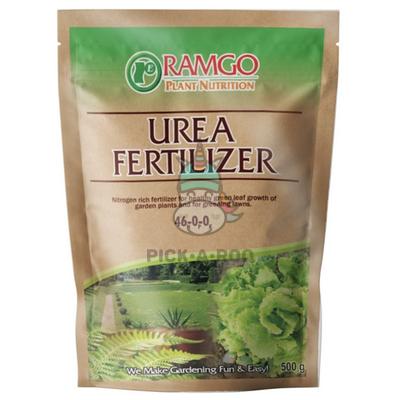 RAMGO
PLANT NUTRITION
UREA
FERTILIZER
Nitrogen rich fertilizer for healthy green leaf growth of
garden plants and for greening lawns.
46-0-0
PICK•A•ROO
We Make Gardening Fun & Easy!
500 g